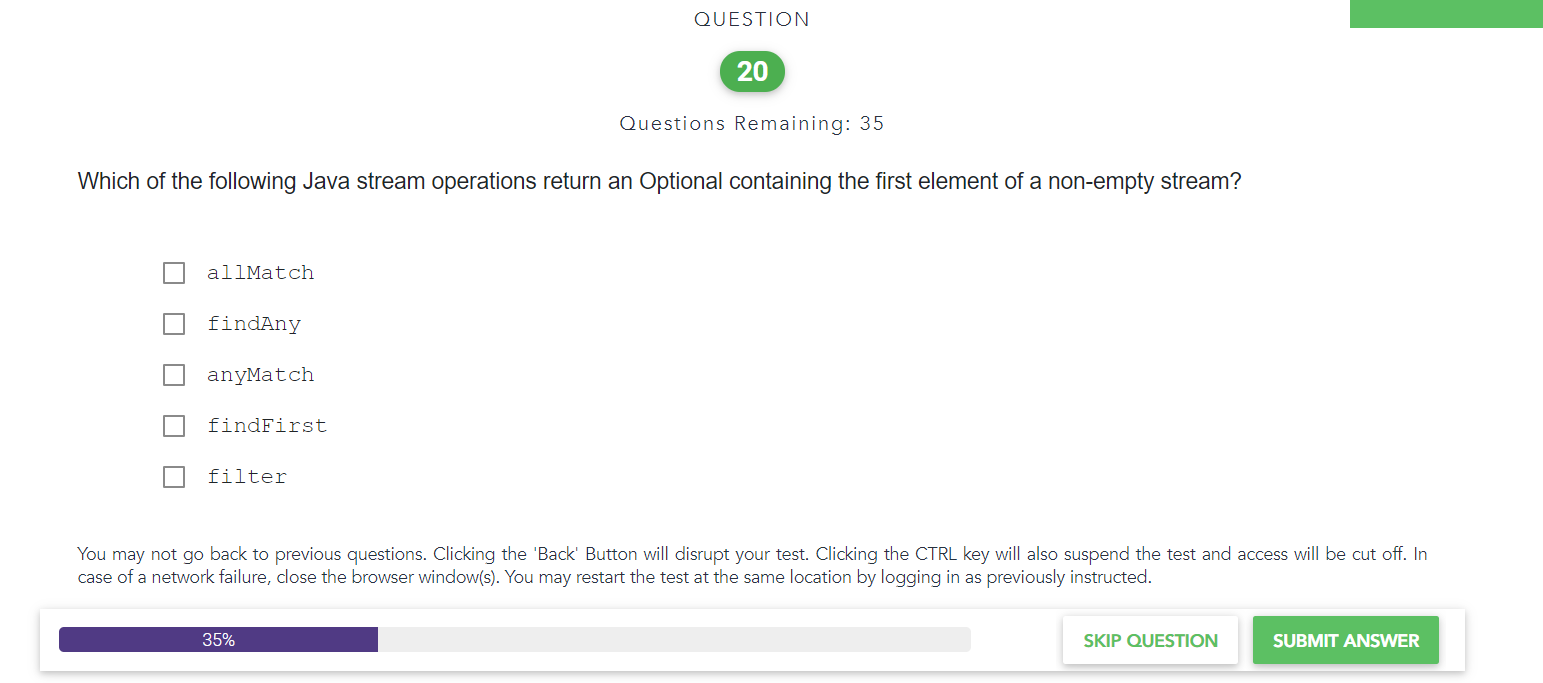 QUESTION
20
Questions Remaining: 35
Which of the following Java stream operations return an Optional containing the first element of a non-empty stream?
allMatch
findAny
anyMatch
findFirst
filter
You may not go back to previous questions. Clicking the 'Back' Button will disrupt your test. Clicking the CTRL key will also suspend the test and access will be cut off. In
case of a network failure, close the browser window(s). You may restart the test at the same location by logging in as previously instructed.
35%
SKIP QUESTION
SUBMIT ANSWER